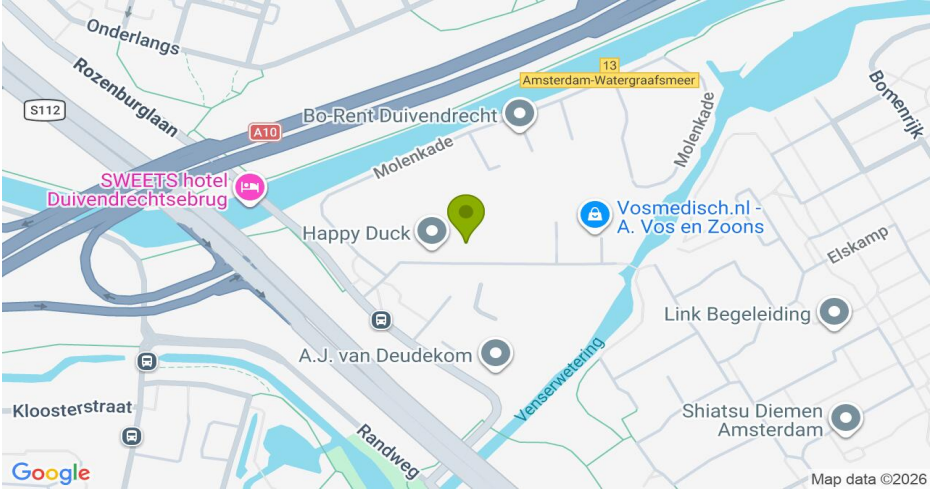 Onderlangs
Rozenburglaan
S112
A10
13
Amsterdam-Watergraafsmeer
Bo-Rent Duivendrecht
Molenkade
Molenkade
Bomenrijk
SWEETS hotel
Duivendrechtsebrug
Happy Duck
Vosmedisch.nl -
A. Vos en Zoons
Elskamp
Link Begeleiding
A.J. van Deudekom
Venserwetering
Kloosterstraat
Randweg
Shiatsu Diemen
Amsterdam
Google
Map data ©2026